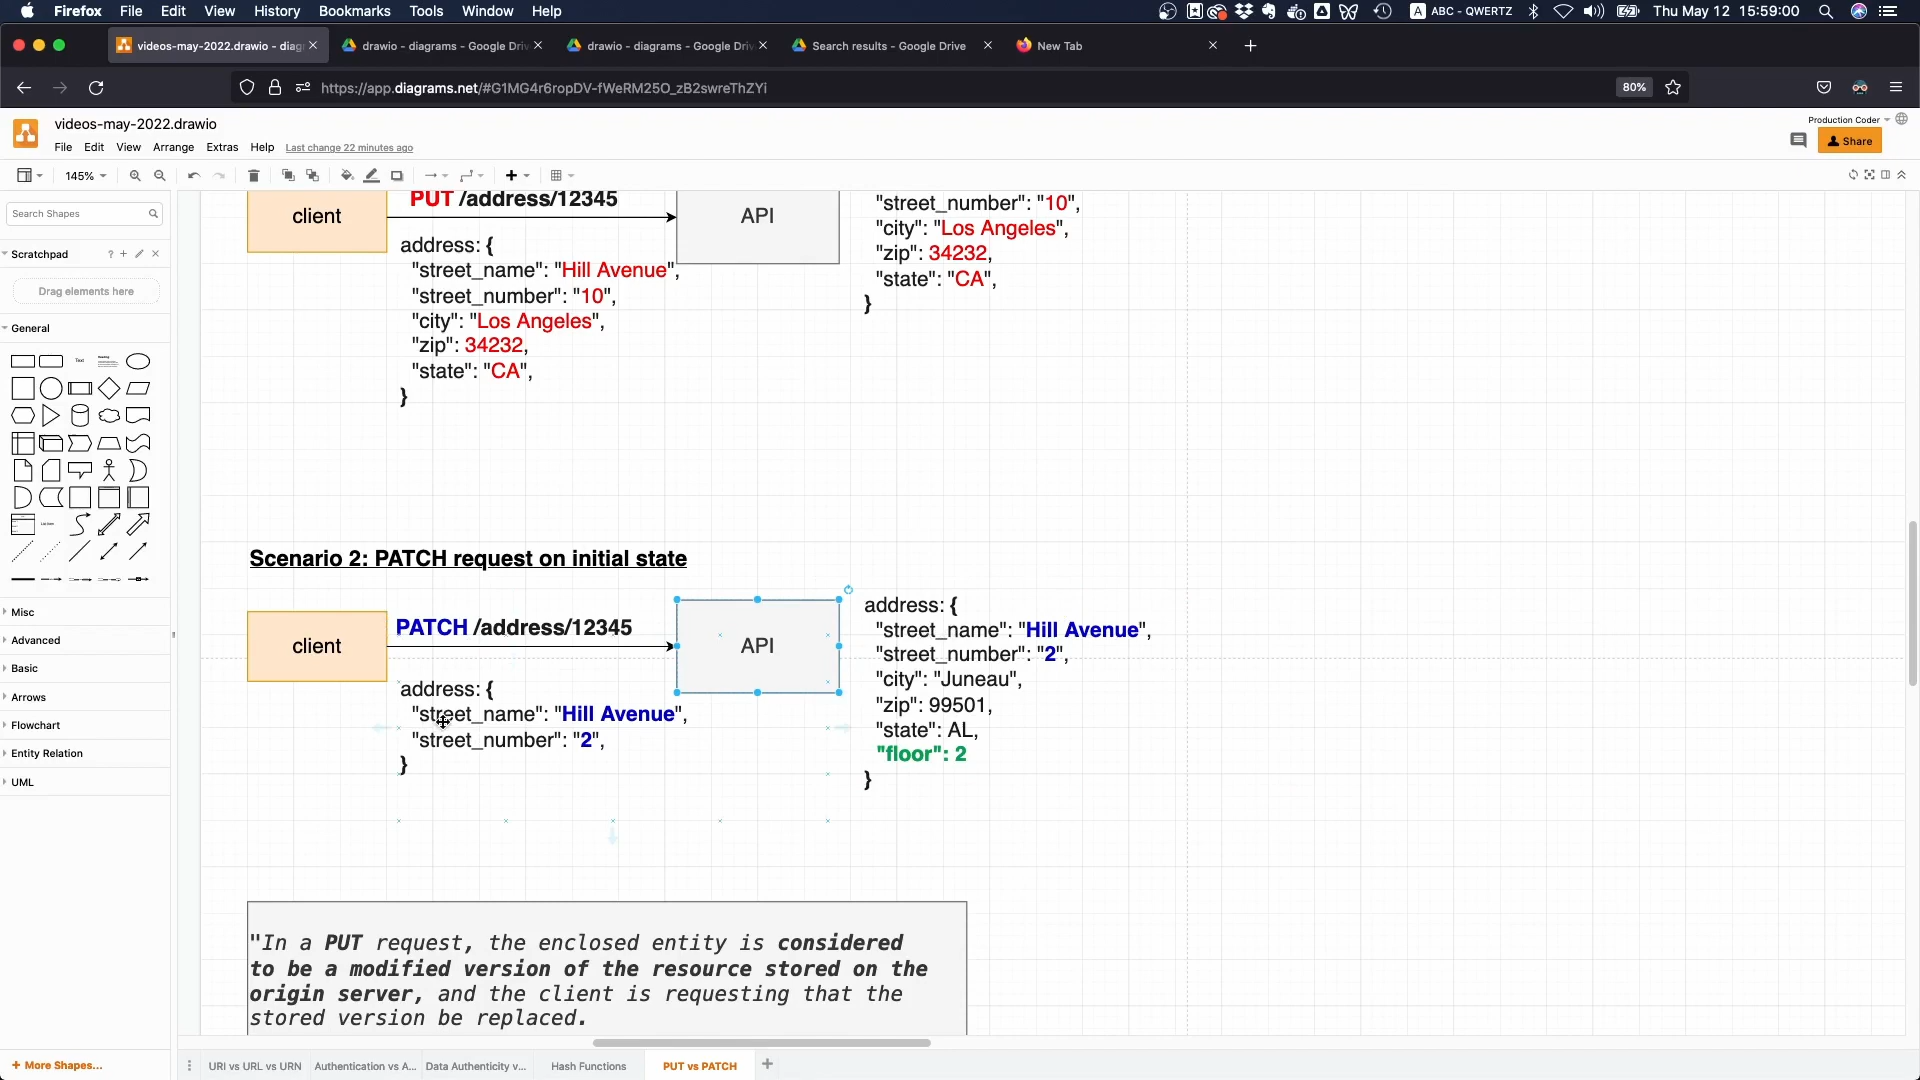 Firefox File Edit View History Bookmarks Tools Window Help
A ABC - QWERTZ Thu May 12 15:59:00
videos-may-2022.drawio - diag
drawio - diagrams - Google Driv
drawio - diagrams - Google Driv
Search results - Google Drive
New Tab
https://app.diagrams.net/#G1MG4r6ropDV-fWeRM25O_zB2swreThZYi
80%
videos-may-2022.drawio
Production Coder
File Edit View Arrange Extras Help Last change 22 minutes ago
Share
145%
Search Shapes
Scratchpad
? + ×
Drag elements here
General
Text
Heading
List Item
Misc
Advanced
Basic
Arrows
Flowchart
Entity Relation
UML
+ More Shapes...
client
PUT /address/12345
API
address: {
"street_name": "Hill Avenue",
"street_number": "10",
"city": "Los Angeles",
"zip": 34232,
"state": "CA",
}
"street_number": "10",
"city": "Los Angeles",
"zip": 34232,
"state": "CA",
}
Scenario 2: PATCH request on initial state
client
PATCH /address/12345
API
address: {
"street_name": "Hill Avenue",
"street_number": "2",
}
address: {
"street_name": "Hill Avenue",
"street_number": "2",
"city": "Juneau",
"zip": 99501,
"state": AL,
"floor": 2
}
"In a PUT request, the enclosed entity is considered
to be a modified version of the resource stored on the
origin server, and the client is requesting that the
stored version be replaced.
URI vs URL vs URN
Authentication vs A...
Data Authenticity v...
Hash Functions
PUT vs PATCH